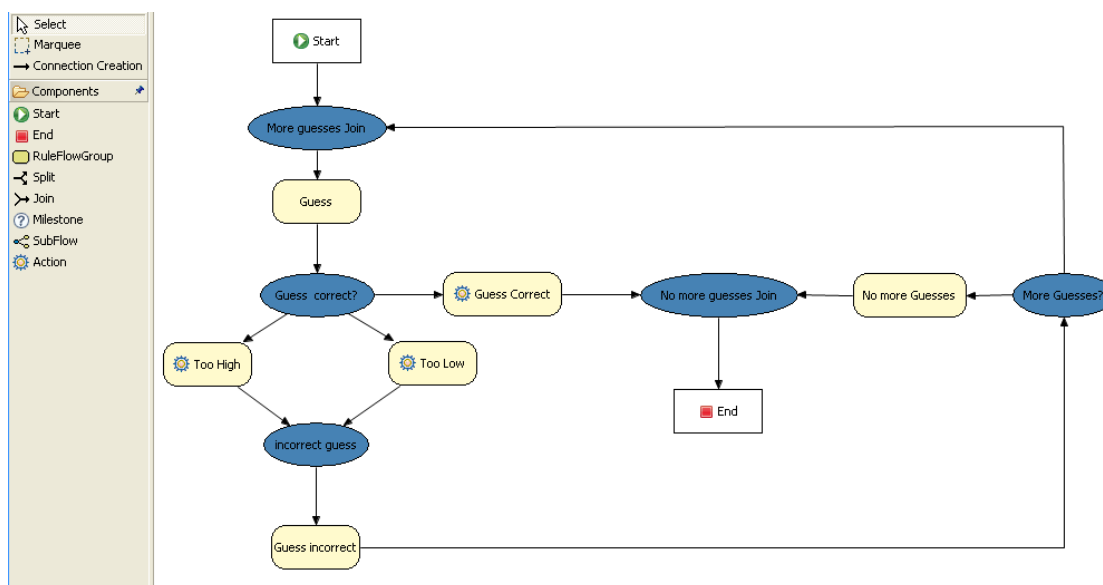 Select
Marquee
Connection Creation
Components
Start
End
RuleFlowGroup
Split
Join
Milestone
SubFlow
Action
Start
More guesses Join
Guess
Guess correct?
Guess Correct
No more guesses Join
No more Guesses
More Guesses?
Too High
Too Low
End
incorrect guess
Guess incorrect